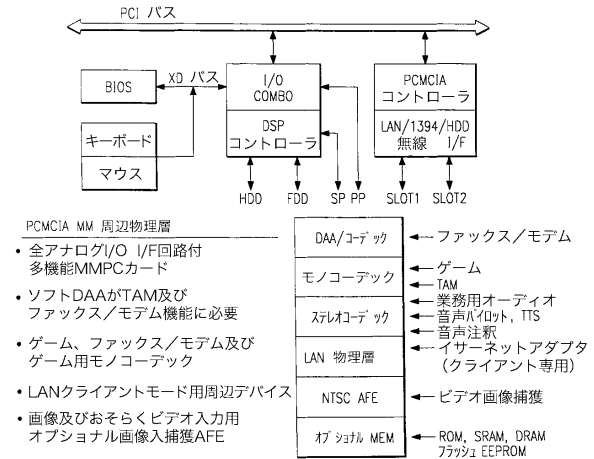 PCI バス
BIOS
XD バス
I/O
COMBO
PCMCIA
コントローラ
キーボード
マウス
DSP
コントローラ
LAN/1394/HDD
無線 I/F
HDD
FDD
SP PP
SLOT1
SLOT2
PCMCIA MM 周辺物理層
• 全アナログI/O I/F回路付
多機能MMPCカード
• ソフトDAAがTAM及び
ファックス/モデム機能に必要
• ゲーム、ファックス/モデム及び
ゲーム用モノコーデック
• LANクライアントモード用周辺デバイス
• 画像及びおそらくビデオ入力用
オプショナル画像入捕獲AFE
DAA/コーデック
ファックス/モデム
モノコーデック
ゲーム
TAM
業務用オーディオ
ステレオコーデック
音声パイロット, TTS
音声注釈
LAN 物理層
イサーネットアダプタ
(クライアント専用)
NTSC AFE
ビデオ画像捕獲
オプショナル MEM
ROM, SRAM, DRAM
フラッシュ EEPROM